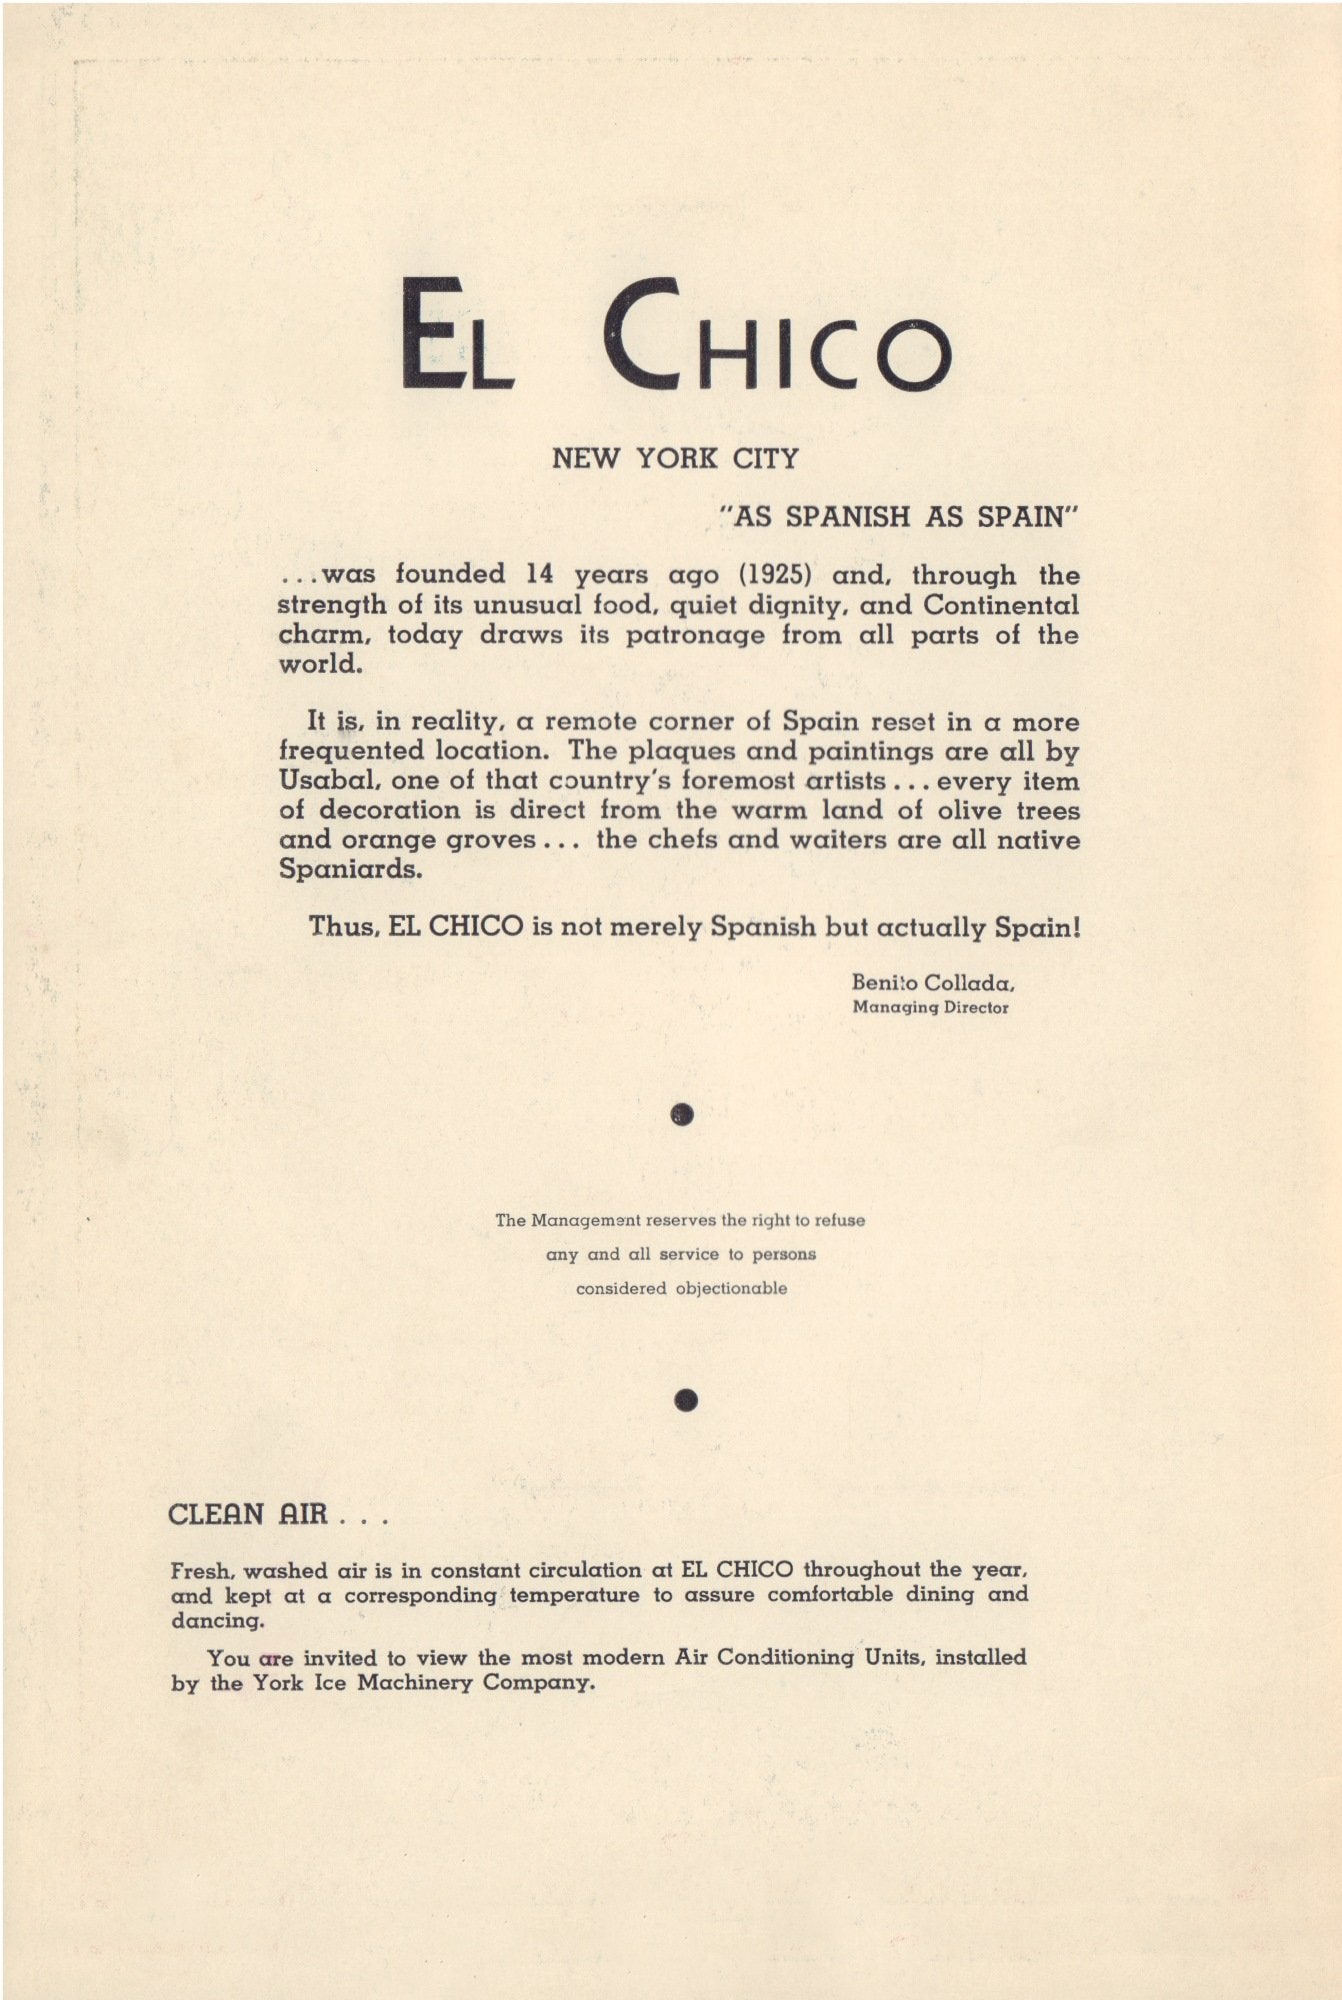 EL CHICO
NEW YORK CITY
"AS SPANISH AS SPAIN"
...was founded 14 years ago (1925) and, through the
strength of its unusual food, quiet dignity, and Continental
charm, today draws its patronage from all parts of the
world.
It is, in reality, a remote corner of Spain reset in a more
frequented location. The plaques and paintings are all by
Usabal, one of that country's foremost artists ... every item
of decoration is direct from the warm land of olive trees
and orange groves ... the chefs and waiters are all native
Spaniards.
Thus, EL CHICO is not merely Spanish but actually Spain!
Benito Collada,
Managing Director
The Management reserves the right to refuse
any and all service to persons
considered objectionable
CLEAN AIR . . .
Fresh, washed air is in constant circulation at EL CHICO throughout the year,
and kept at a corresponding temperature to assure comfortable dining and
dancing.
You are invited to view the most modern Air Conditioning Units, installed
by the York Ice Machinery Company.